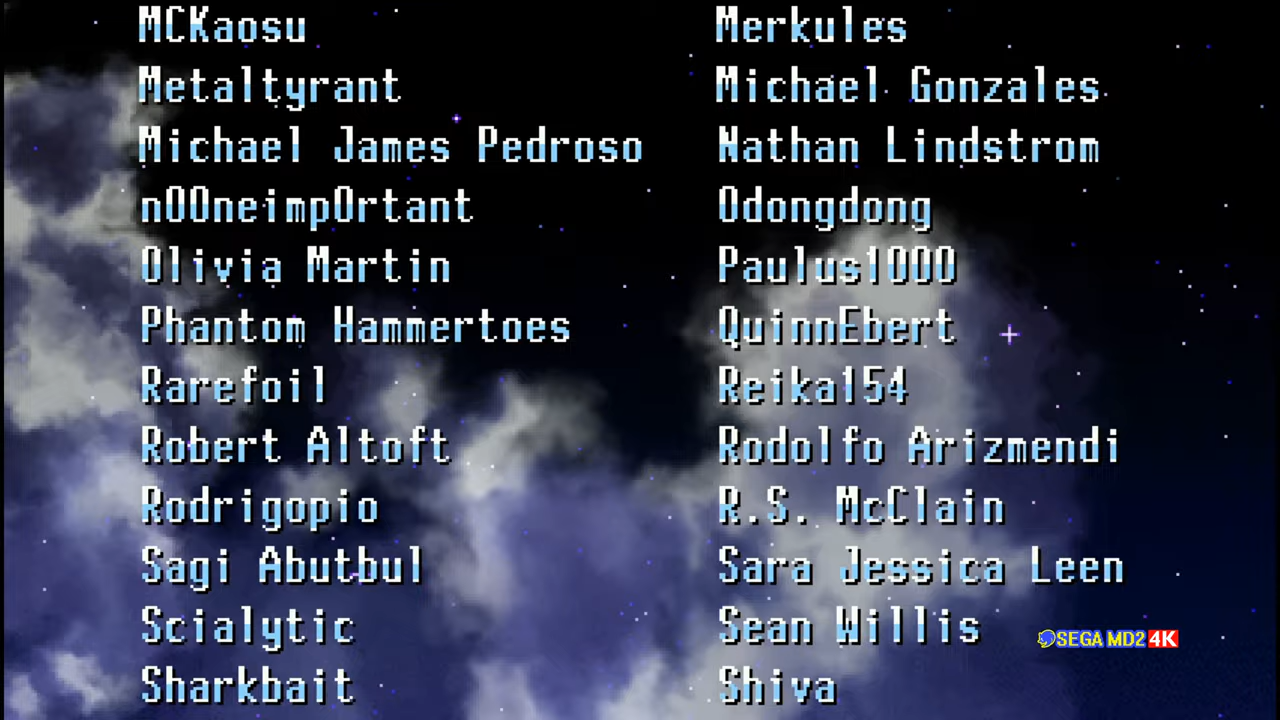 MCKaosu Merkules
Metaltyrant Michael Gonzales
Michael James Pedroso Nathan Lindstrom
n00neimp0rtant Odongdong
Olivia Martin Paulus1000
Phantom Hammertoes QuinnEbert
Rarefoil Reika154
Robert Altoft Rodolfo Arizmendi
Rodrigopio R.S. McClain
Sagi Abutbul Sara Jessica Leen
Scialytic Sean Willis
SEGA MD2 4K
Sharkbait Shiva